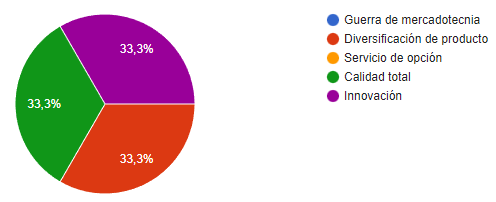 33,3%
33,3%
33,3%
Guerra de mercadotecnia
Diversificación de producto
Servicio de opción
Calidad total
Innovación